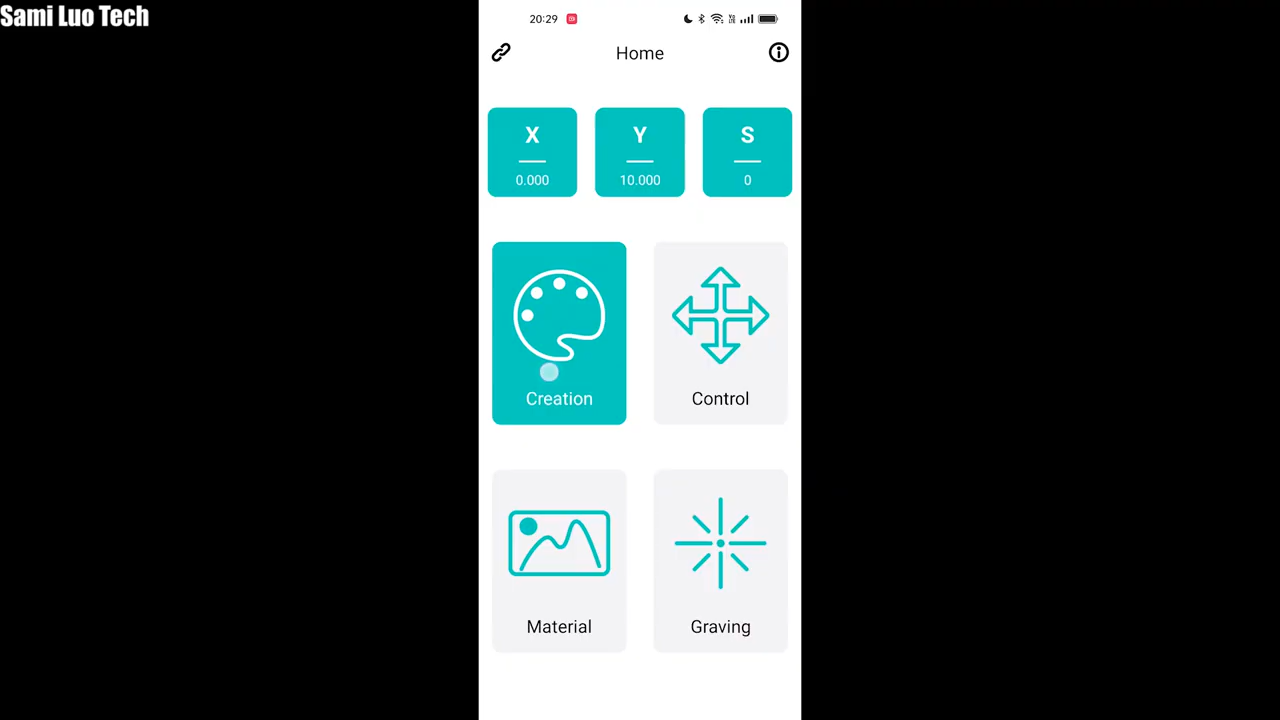 Sami Luo Tech
20:29
Home
X
0.000
Y
10.000
S
0
Creation
Control
Material
Graving